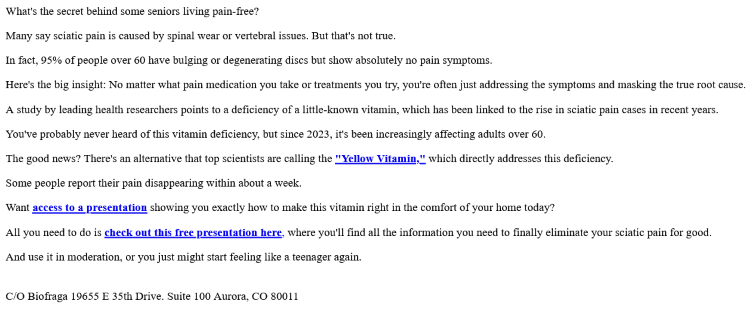 What's the secret behind some seniors living pain-free?
Many say sciatic pain is caused by spinal wear or vertebral issues. But that's not true.
In fact, 95% of people over 60 have bulging or degenerating discs but show absolutely no pain symptoms.
Here's the big insight: No matter what pain medication you take or treatments you try, you're often just addressing the symptoms and masking the true root cause.
A study by leading health researchers points to a deficiency of a little-known vitamin, which has been linked to the rise in sciatic pain cases in recent years.
You've probably never heard of this vitamin deficiency, but since 2023, it's been increasingly affecting adults over 60.
The good news? There's an alternative that top scientists are calling the "Yellow Vitamin," which directly addresses this deficiency.
Some people report their pain disappearing within about a week.
Want access to a presentation showing you exactly how to make this vitamin right in the comfort of your home today?
All you need to do is check out this free presentation here, where you'll find all the information you need to finally eliminate your sciatic pain for good.
And use it in moderation, or you just might start feeling like a teenager again.
C/O Biofraga 19655 E 35th Drive. Suite 100 Aurora, CO 80011